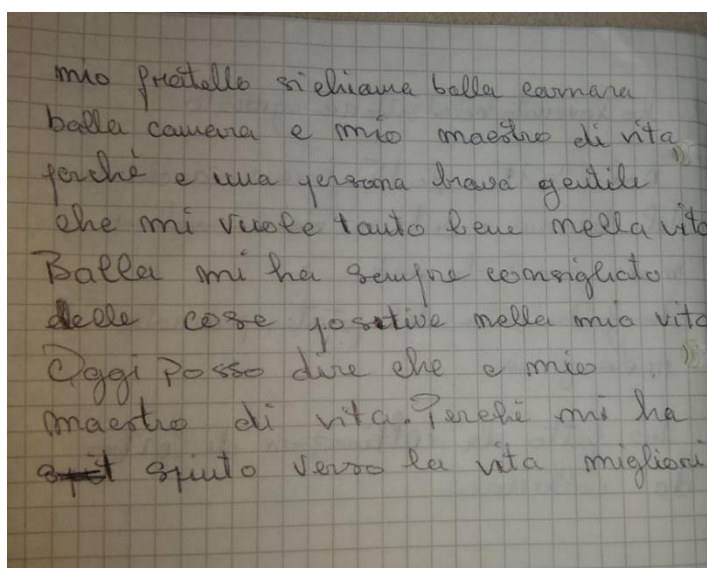 mio fratello si chiama balla camara
balla camara e mio maestro di vita
perché e una persona brava gentile
che mi vuole tanto bene nella vita
Balla mi ha sempre consigliato
delle cose positive nella mia vita
Oggi posso dire che e mio
maestro di vita. Perché mi ha
spinto verso la vita migliori